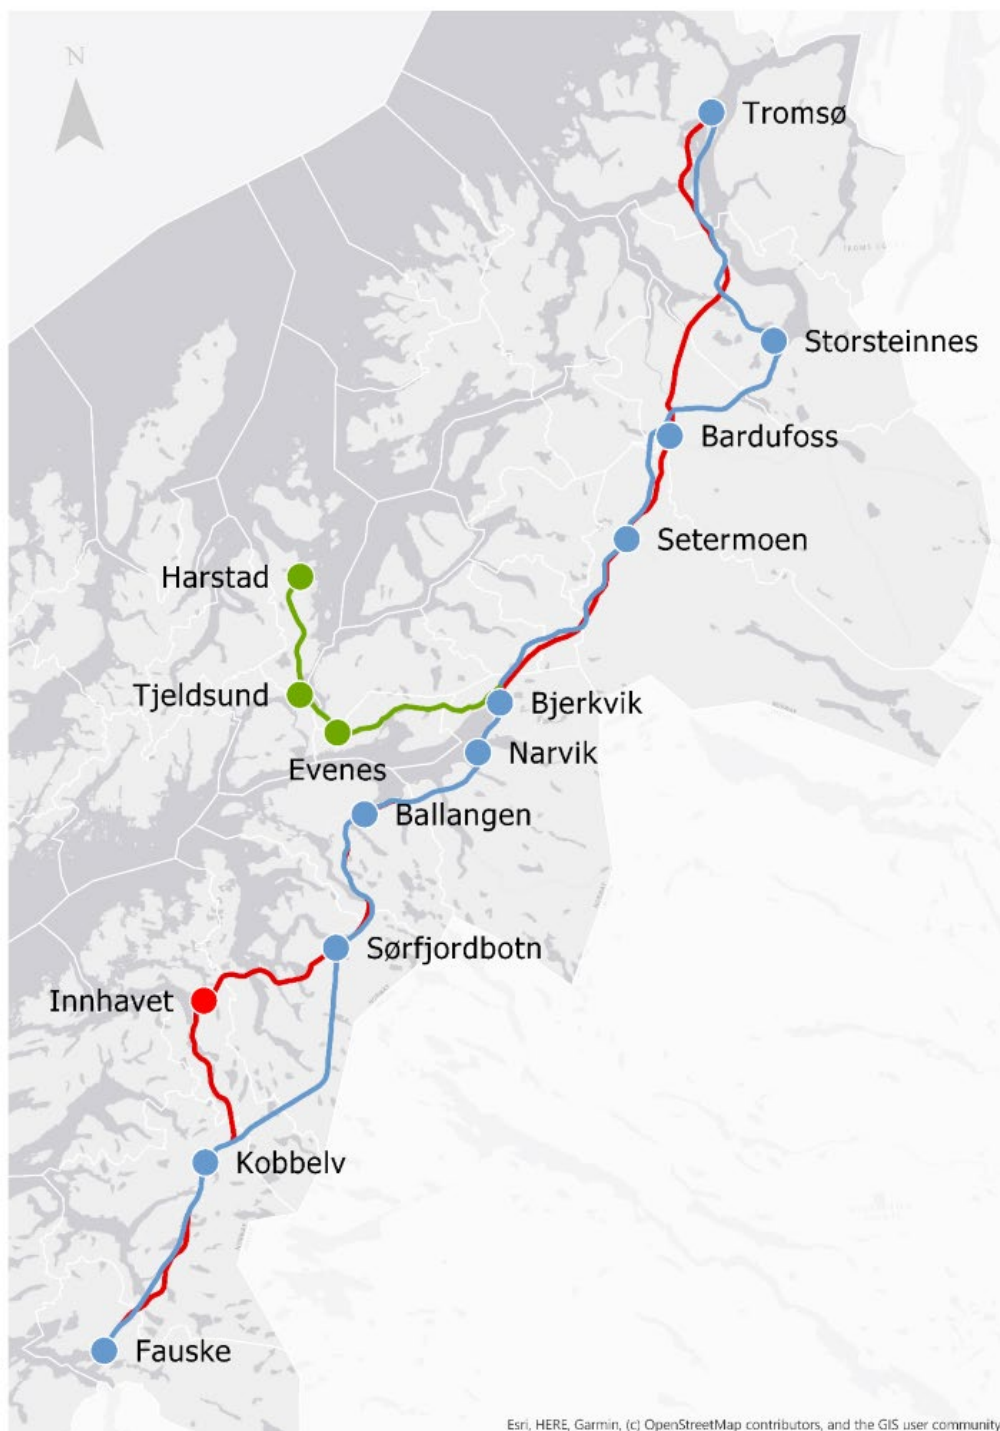 N
Tromsø
Storsteinnes
Bardufoss
Setermoen
Harstad
Tjeldsund
Bjerkvik
Evenes
Narvik
Ballangen
Sørfjordbotn
Innhavet
Kobbelv
Fauske
Esri, HERE, Garmin, (c) OpenStreetMap contributors, and the GIS user community